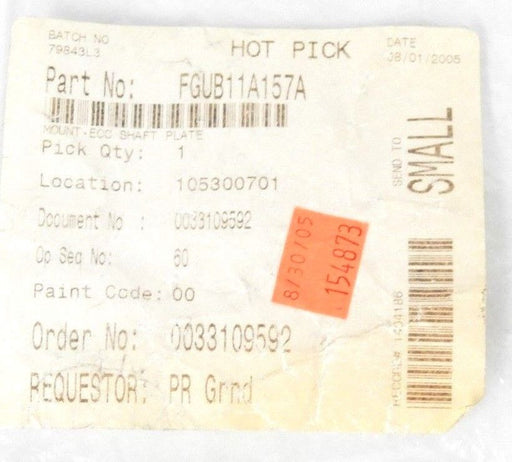 BATCH NO
79843L3
HOT PICK
DATE
08/01/2005
Part No: FGUB11A157A
MOUNT-ECC SHAFT PLATE
Pick Qty: 1
Location: 105300701
Document No : 0033109592
Op Seq No: 60
Paint Code: 00
Order No: 0033109592
REQUESTOR: PR Grnd
SEND TO
SMALL
8/30/05
154873
RECORD#